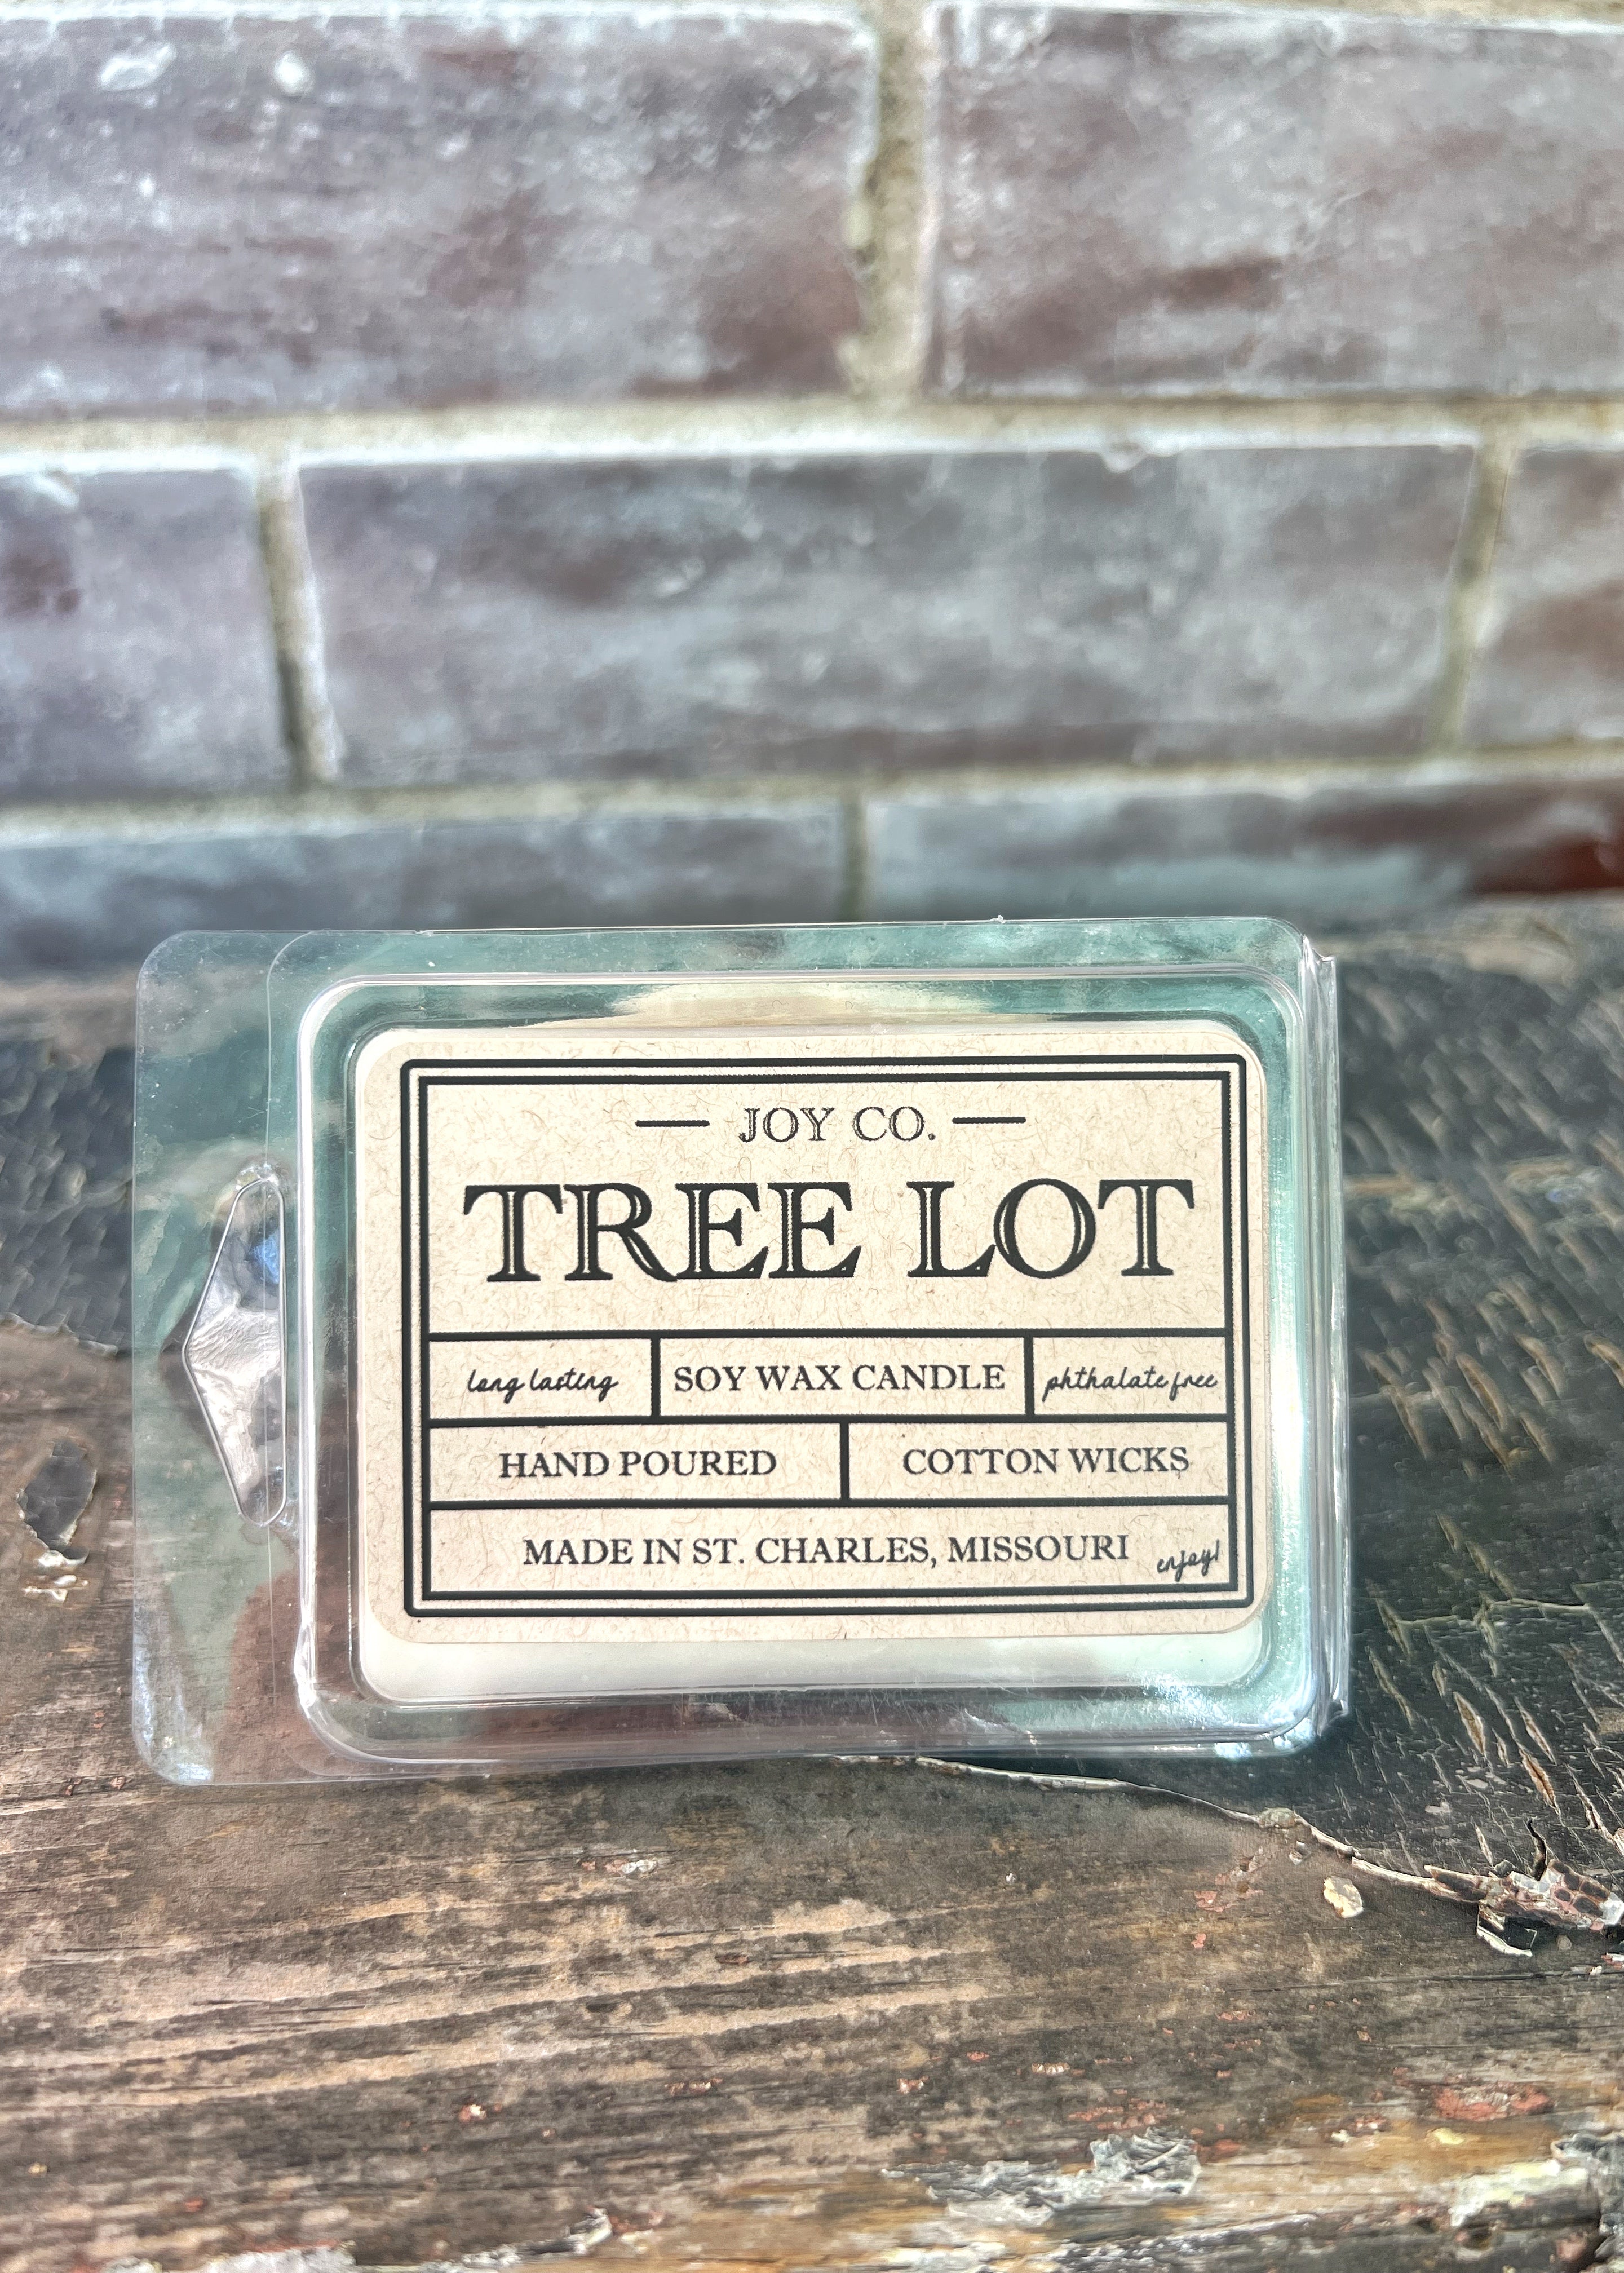 — JOY CO. —
TREE LOT
long lasting SOY WAX CANDLE phthalate free
HAND POURED COTTON WICKS
MADE IN ST. CHARLES, MISSOURI enjoy!